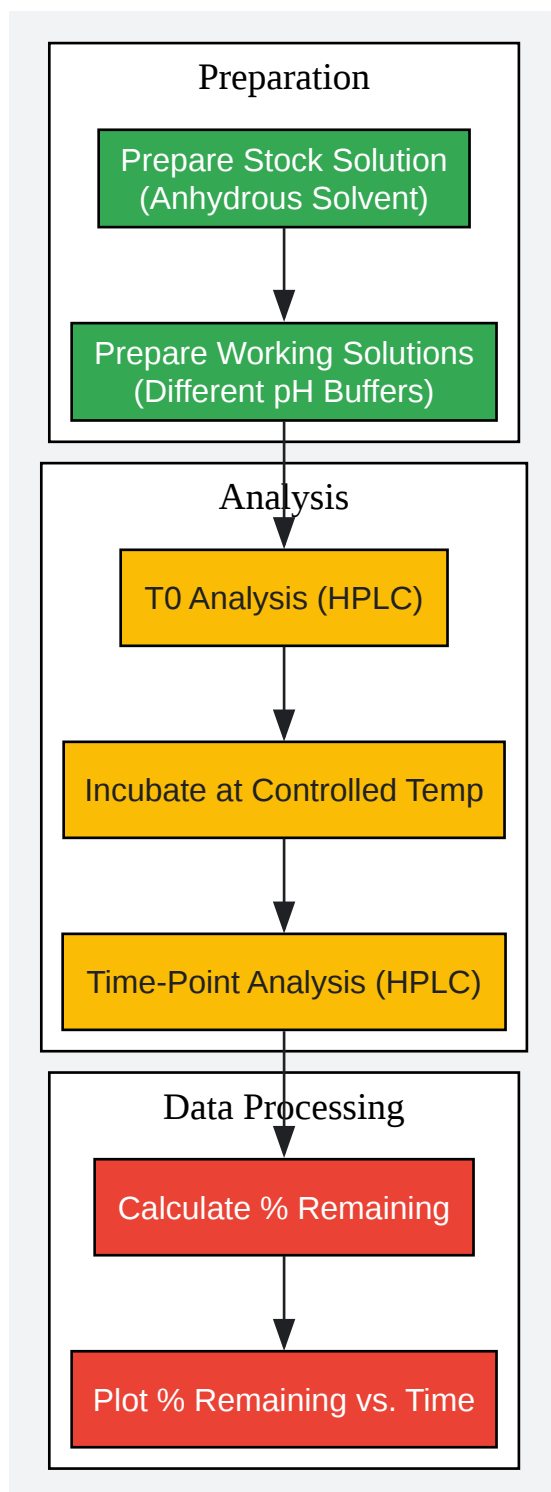 Preparation
Prepare Stock Solution
(Anhydrous Solvent)
Prepare Working Solutions
(Different pH Buffers)
Analysis
T0 Analysis (HPLC)
Incubate at Controlled Temp
Time-Point Analysis (HPLC)
Data Processing
Calculate % Remaining
Plot % Remaining vs. Time